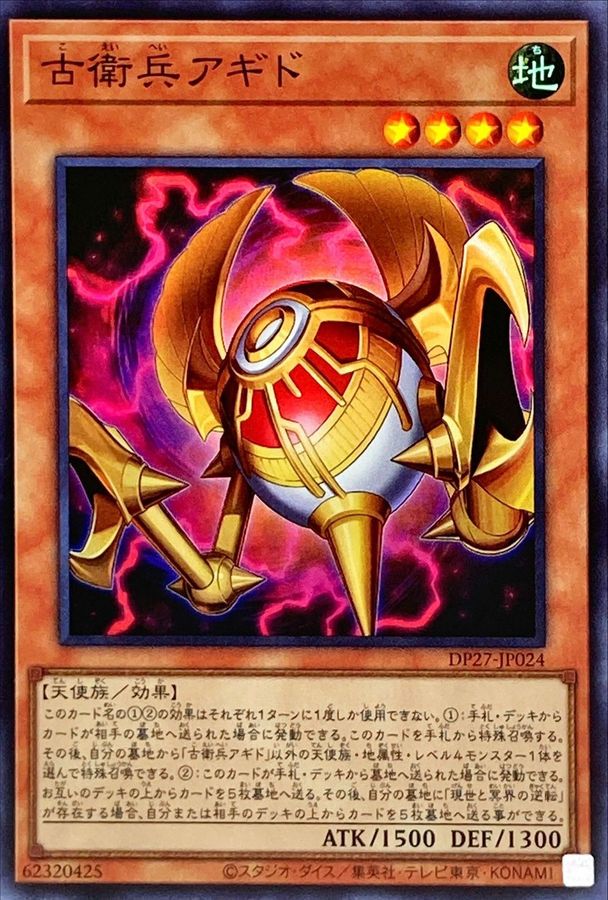 古衛兵アギド
地
【天使族／効果】
このカード名の①②の効果はそれぞれ1ターンに1度しか使用できない。①：手札・デッキから
カードが相手の墓地へ送られた場合に発動できる。このカードを手札から特殊召喚する。
その後、自分の墓地から「古衛兵アギド」以外の天使族・地属性・レベル4モンスター1体を
選んで特殊召喚できる。②：このカードが手札・デッキから墓地へ送られた場合に発動できる。
お互いのデッキの上からカードを5枚墓地へ送る。その後、自分の墓地に「現世と冥界の逆転」
が存在する場合、自分または相手のデッキの上からカードを5枚墓地へ送る事ができる。
ATK/1500 DEF/1300
DP27-JP024
62320425
©スタジオ・ダイス／集英社・テレビ東京・KONAMI